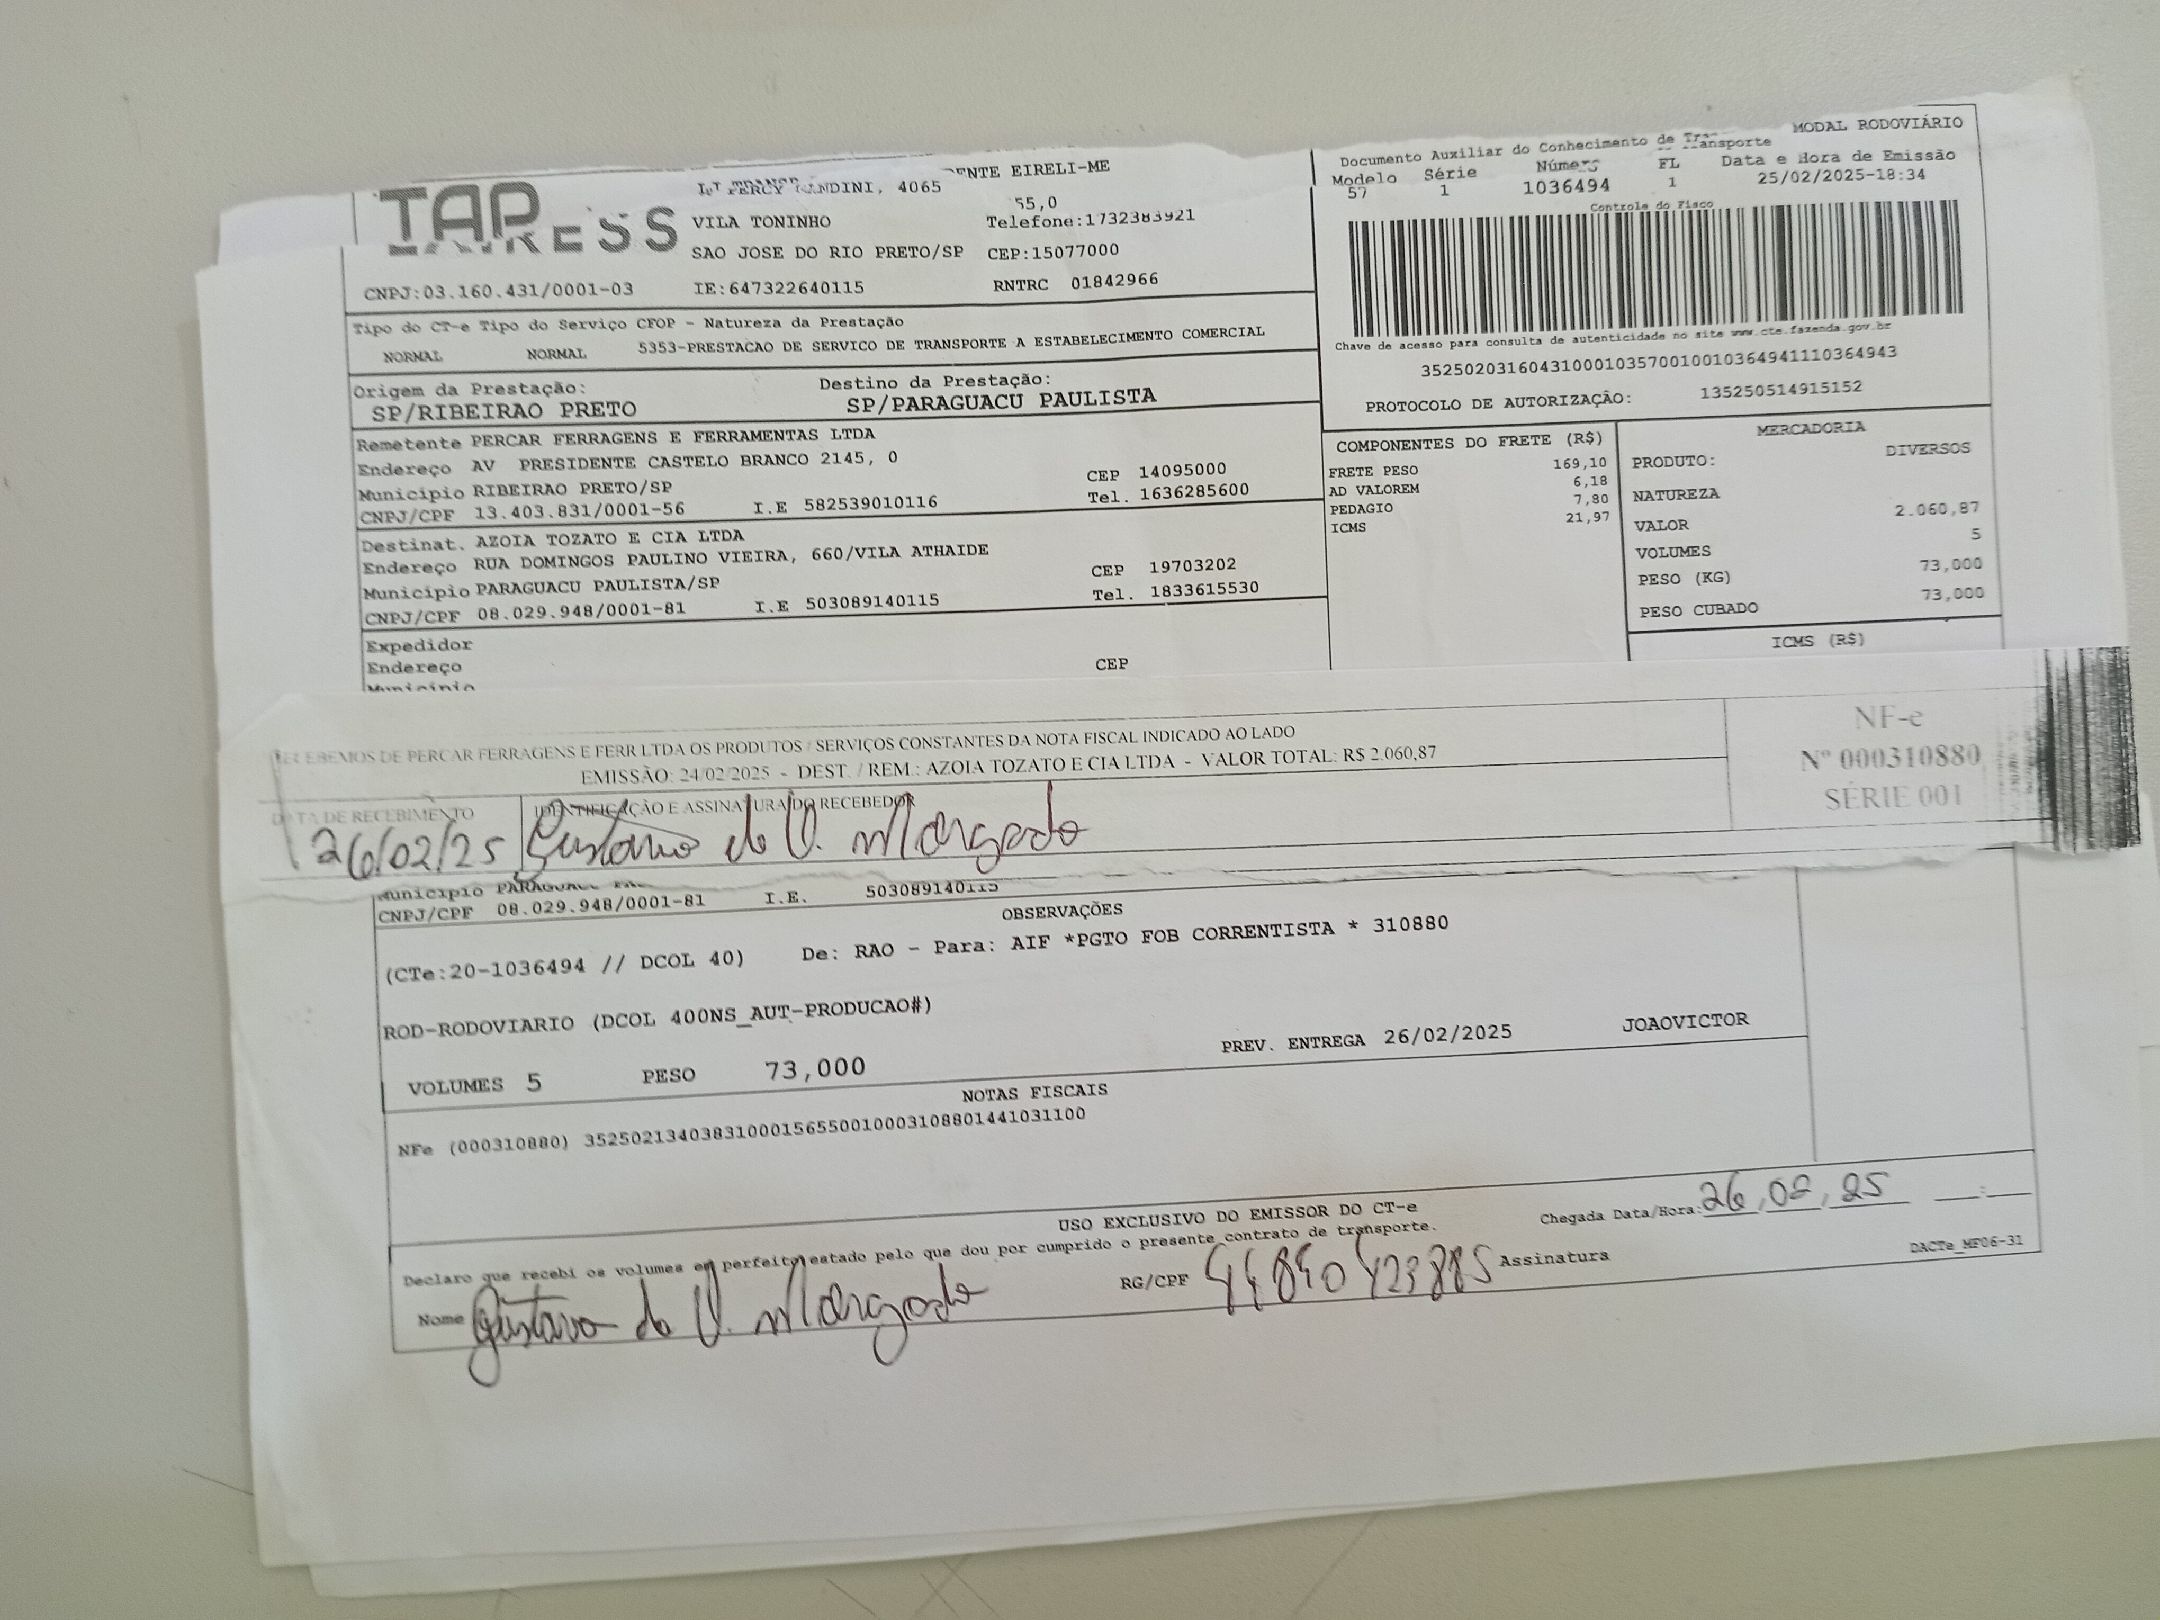 MODAL RODOVIÁRIO
Documento Auxiliar do Conhecimento de Transporte
Modelo Série Número FL Data e Hora de Emissão
57 1 1036494 1 25/02/2025-18:34
Controle do Fisco
ENTE EIRELI-ME
PERCY GANDINI, 4065
55,0
VILA TONINHO Telefone:1732383921
SAO JOSE DO RIO PRETO/SP CEP:15077000
CNPJ:03.160.431/0001-03 IE:647322640115 RNTRC 01842966
Tipo do CT-e Tipo do Serviço CFOP - Natureza da Prestação
NORMAL NORMAL 5353-PRESTACAO DE SERVICO DE TRANSPORTE A ESTABELECIMENTO COMERCIAL
Chave de acesso para consulta de autenticidade no site www.cte.fazenda.gov.br
35250203160431000103570010010364941110364943
PROTOCOLO DE AUTORIZAÇÃO: 135250514915152
Origem da Prestação: Destino da Prestação:
SP/RIBEIRAO PRETO SP/PARAGUACU PAULISTA
Remetente PERCAR FERRAGENS E FERRAMENTAS LTDA
Endereço AV PRESIDENTE CASTELO BRANCO 2145, 0
Município RIBEIRAO PRETO/SP CEP 14095000
CNPJ/CPF 13.403.831/0001-56 I.E 582539010116 Tel. 1636285600
Destinat. AZOIA TOZATO E CIA LTDA
Endereço RUA DOMINGOS PAULINO VIEIRA, 660/VILA ATHAIDE
Município PARAGUACU PAULISTA/SP CEP 19703202
CNPJ/CPF 08.029.948/0001-81 I.E 503089140115 Tel. 1833615530
Expedidor
Endereço CEP
Município
COMPONENTES DO FRETE (R$)
FRETE PESO 169,10
AD VALOREM 6,18
PEDAGIO 7,80
ICMS 21,97
MERCADORIA
PRODUTO: DIVERSOS
NATUREZA
VALOR 2.060,87
VOLUMES 5
PESO (KG) 73,000
PESO CUBADO 73,000
ICMS (R$)
RECEBEMOS DE PERCAR FERRAGENS E FERR LTDA OS PRODUTOS / SERVIÇOS CONSTANTES DA NOTA FISCAL INDICADO AO LADO
EMISSÃO: 24/02/2025 - DEST. / REM.: AZOIA TOZATO E CIA LTDA - VALOR TOTAL: R$ 2.060,87
DATA DE RECEBIMENTO IDENTIFICAÇÃO E ASSINATURA DO RECEBEDOR
26/02/25 Gustavo de O. Morgado
NF-e
Nº 000310880
SÉRIE 001
Município
CNPJ/CPF 08.029.948/0001-81 I.E. 503089140115
OBSERVAÇÕES
(CTe:20-1036494 // DCOL 40) De: RAO - Para: AIF *PGTO FOB CORRENTISTA * 310880
ROD-RODOVIARIO (DCOL 400NS_AUT-PRODUCAO#)
PREV. ENTREGA 26/02/2025 JOAOVICTOR
VOLUMES 5 PESO 73,000
NOTAS FISCAIS
NFe (000310880) 35250213403831000156550010003108801441031100
USO EXCLUSIVO DO EMISSOR DO CT-e
Declaro que recebi os volumes em perfeito estado pelo que dou por cumprido o presente contrato de transporte.
Chegada Data/Hora: 26 , 02 , 25
Nome Gustavo de O. Morgado RG/CPF Assinatura
DACTe_MF06-31